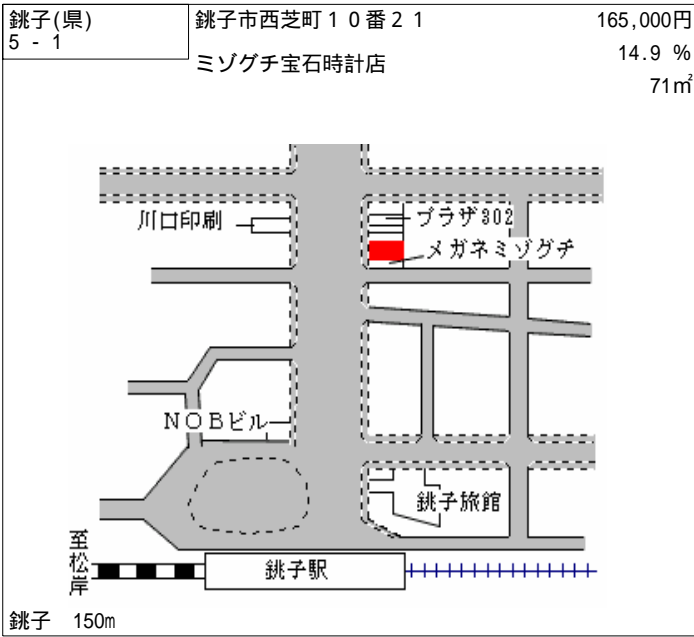 銚子(県)
5 - 1
銚子市西芝町１０番２１
165,000円
ミゾグチ宝石時計店
14.9 %
71㎡
川口印刷
プラザ302
メガネミゾグチ
ＮＯＢビル
銚子旅館
至松岸
銚子駅
銚子 150m